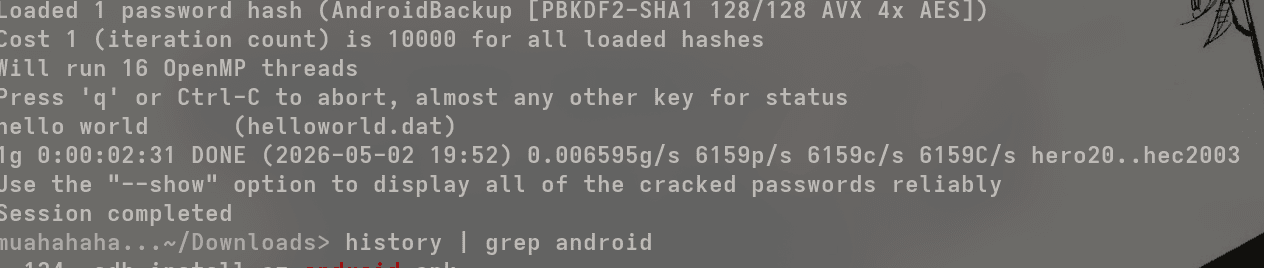 Loaded 1 password hash (AndroidBackup [PBKDF2-SHA1 128/128 AVX 4x AES])
Cost 1 (iteration count) is 10000 for all loaded hashes
Will run 16 OpenMP threads
Press 'q' or Ctrl-C to abort, almost any other key for status
hello world      (helloworld.dat)
1g 0:00:02:31 DONE (2026-05-02 19:52) 0.006595g/s 6159p/s 6159c/s 6159C/s hero20..hec2003
Use the "--show" option to display all of the cracked passwords reliably
Session completed
muahahaha...~/Downloads> history | grep android